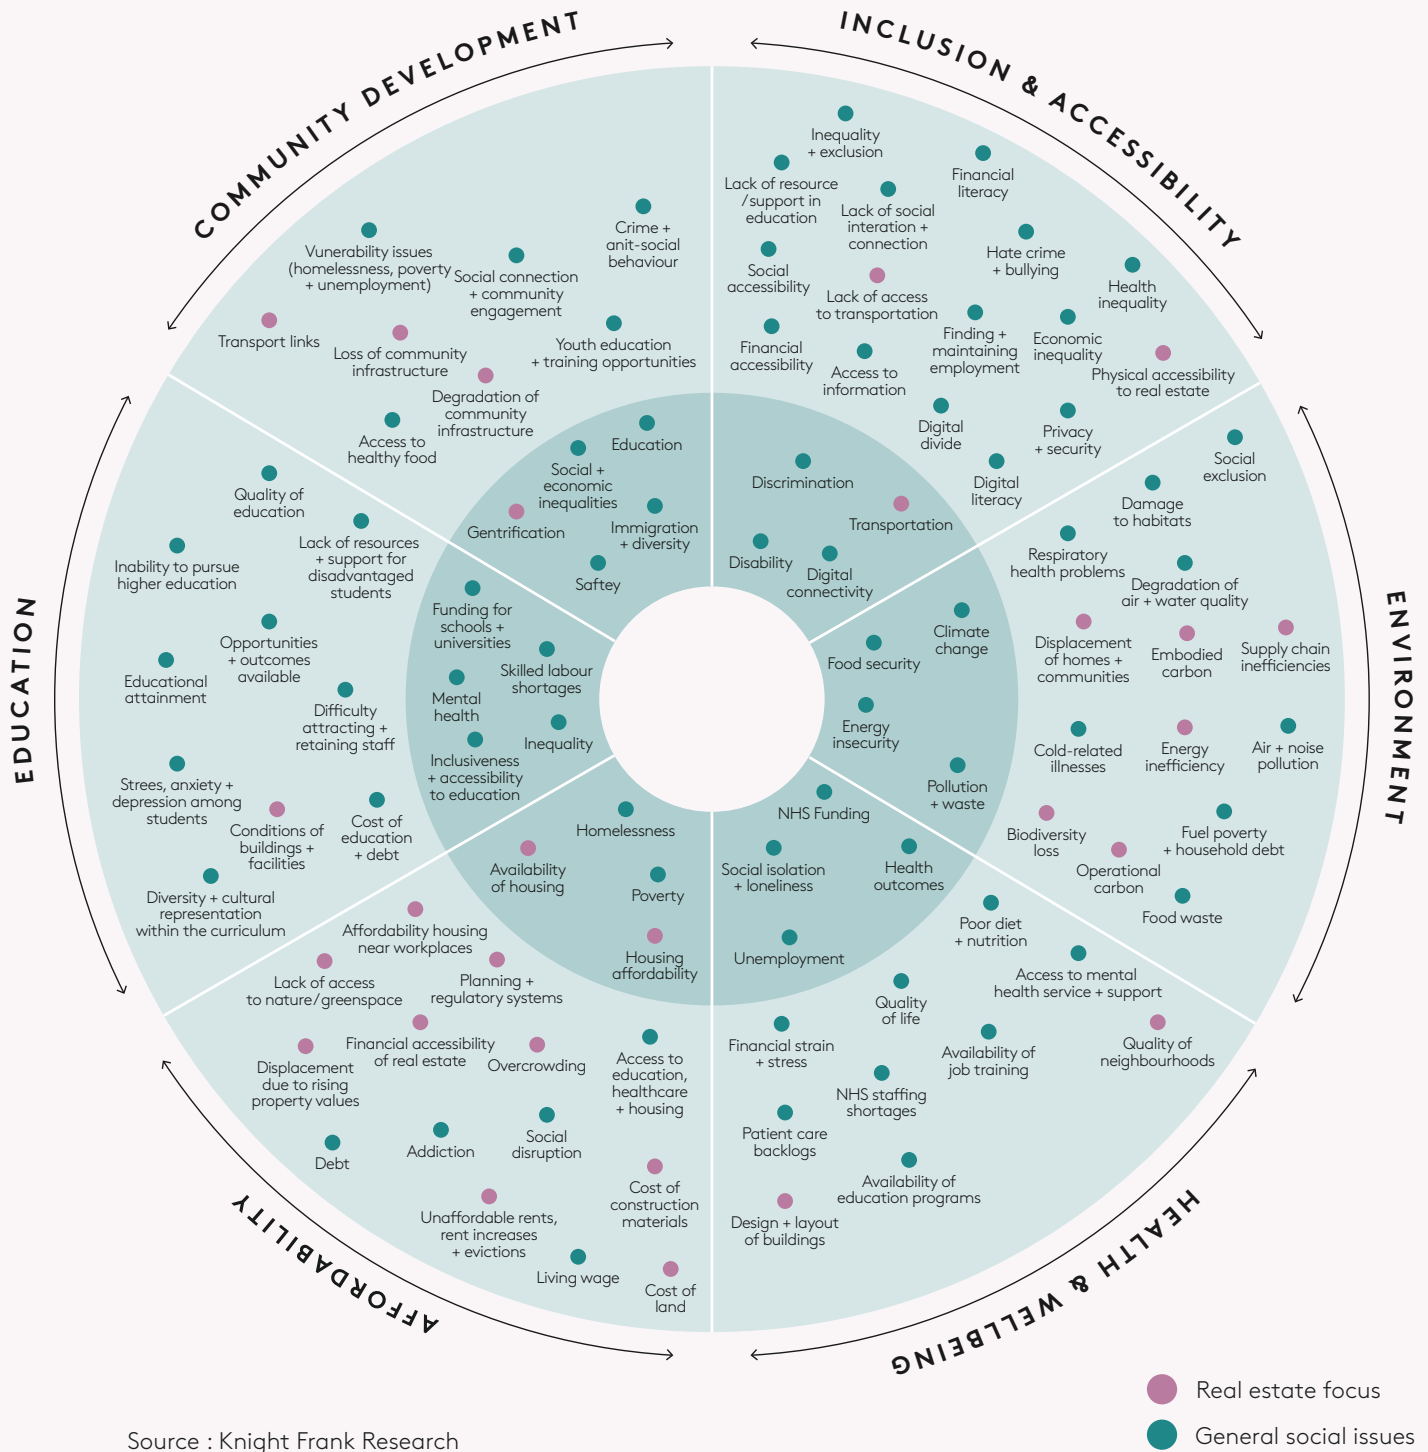 COMMUNITY DEVELOPMENT
Crime +
anit-social
behaviour
Vunerability issues
(homelessness, poverty
+ unemployment)
Social connection
+ community
engagement
Transport links
Loss of community
infrastructure
Youth education
+ training opportunities
Degradation of
community
infrastructure
Access to
healthy food
Education
Social +
economic
inequalities
Gentrification
Immigration
+ diversity
Saftey
INCLUSION & ACCESSIBILITY
Inequality
+ exclusion
Financial
literacy
Lack of resource
/support in
education
Lack of social
interation +
connection
Hate crime
+ bullying
Social
accessibility
Health
inequality
Lack of access
to transportation
Financial
accessibility
Finding +
maintaining
employment
Economic
inequality
Access to
information
Physical accessibility
to real estate
Digital
divide
Privacy
+ security
Digital
literacy
Discrimination
Transportation
Disability
Digital
connectivity
ENVIRONMENT
Social
exclusion
Damage
to habitats
Respiratory
health problems
Degradation of
air + water quality
Displacement
of homes +
communities
Embodied
carbon
Supply chain
inefficiencies
Cold-related
illnesses
Energy
inefficiency
Air + noise
pollution
Biodiversity
loss
Fuel poverty
+ household debt
Operational
carbon
Food waste
Climate
change
Food security
Energy
insecurity
Pollution
+ waste
HEALTH & WELLBEING
NHS Funding
Social isolation
+ loneliness
Health
outcomes
Unemployment
Poor diet
+ nutrition
Access to mental
health service + support
Quality
of life
Financial strain
+ stress
Availability of
job training
Quality of
neighbourhoods
NHS staffing
shortages
Patient care
backlogs
Availability of
education programs
Design + layout
of buildings
AFFORDABILITY
Homelessness
Availability
of housing
Poverty
Housing
affordability
Affordability housing
near workplaces
Lack of access
to nature/greenspace
Planning +
regulatory systems
Financial accessibility
of real estate
Overcrowding
Access to
education,
healthcare
+ housing
Displacement
due to rising
property values
Debt
Addiction
Social
disruption
Cost of
construction
materials
Unaffordable rents,
rent increases
+ evictions
Living wage
Cost of
land
EDUCATION
Quality of
education
Inability to pursue
higher education
Lack of resources
+ support for
disadvantaged
students
Opportunities
+ outcomes
available
Educational
attainment
Difficulty
attracting +
retaining staff
Strees, anxiety +
depression among
students
Conditions of
buildings +
facilities
Cost of
education
+ debt
Diversity + cultural
representation
within the curriculum
Funding for
schools +
universities
Skilled labour
shortages
Mental
health
Inequality
Inclusiveness
+ accessibility
to education
Real estate focus
General social issues
Source : Knight Frank Research